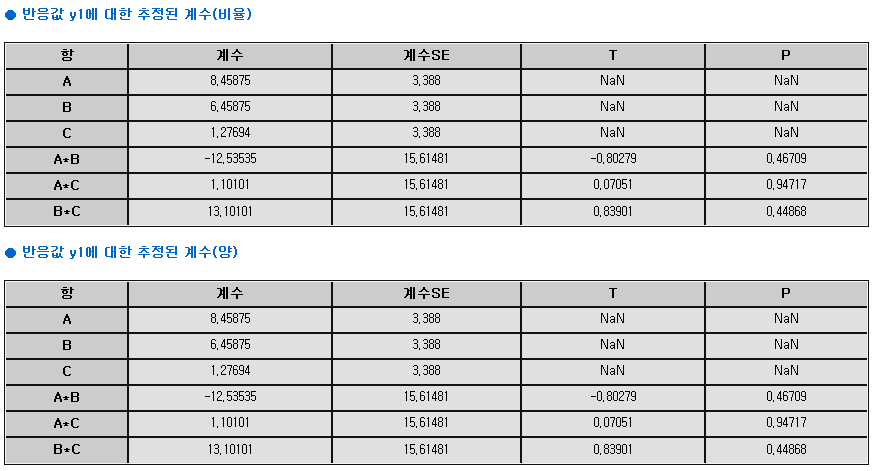 ● 반응값 y1에 대한 추정된 계수(비율)
항 계수 계수SE T P
A 8,45875 3,388 NaN NaN
B 6,45875 3,388 NaN NaN
C 1,27694 3,388 NaN NaN
A*B -12,53535 15,61481 -0,80279 0,46709
A*C 1,10101 15,61481 0,07051 0,94717
B*C 13,10101 15,61481 0,83901 0,44868
● 반응값 y1에 대한 추정된 계수(양)
항 계수 계수SE T P
A 8,45875 3,388 NaN NaN
B 6,45875 3,388 NaN NaN
C 1,27694 3,388 NaN NaN
A*B -12,53535 15,61481 -0,80279 0,46709
A*C 1,10101 15,61481 0,07051 0,94717
B*C 13,10101 15,61481 0,83901 0,44868